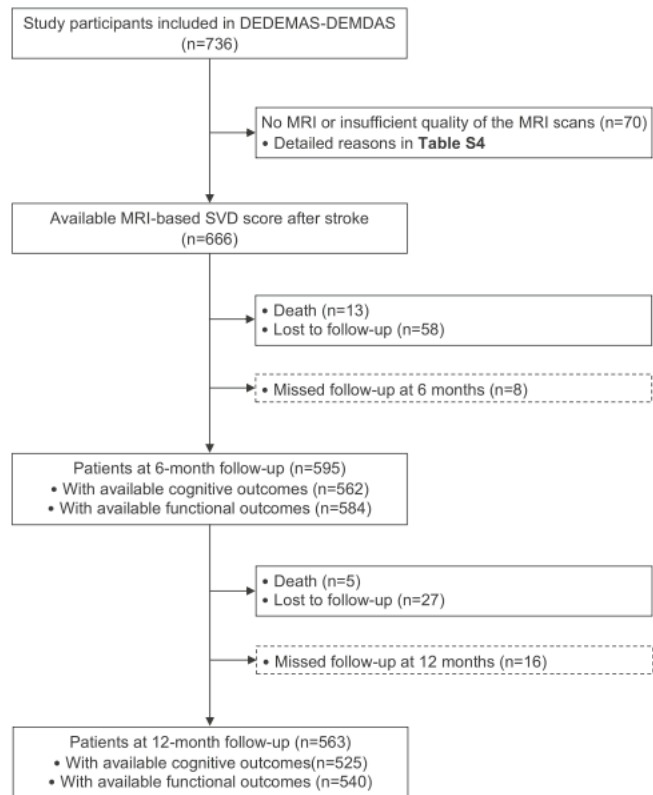 Study participants included in DEDEMAS-DEMDAS
(n=736)
No MRI or insufficient quality of the MRI scans (n=70)
• Detailed reasons in Table S4
Available MRI-based SVD score after stroke
(n=666)
• Death (n=13)
• Lost to follow-up (n=58)
• Missed follow-up at 6 months (n=8)
Patients at 6-month follow-up (n=595)
• With available cognitive outcomes (n=562)
• With available functional outcomes (n=584)
• Death (n=5)
• Lost to follow-up (n=27)
• Missed follow-up at 12 months (n=16)
Patients at 12-month follow-up (n=563)
• With available cognitive outcomes(n=525)
• With available functional outcomes (n=540)